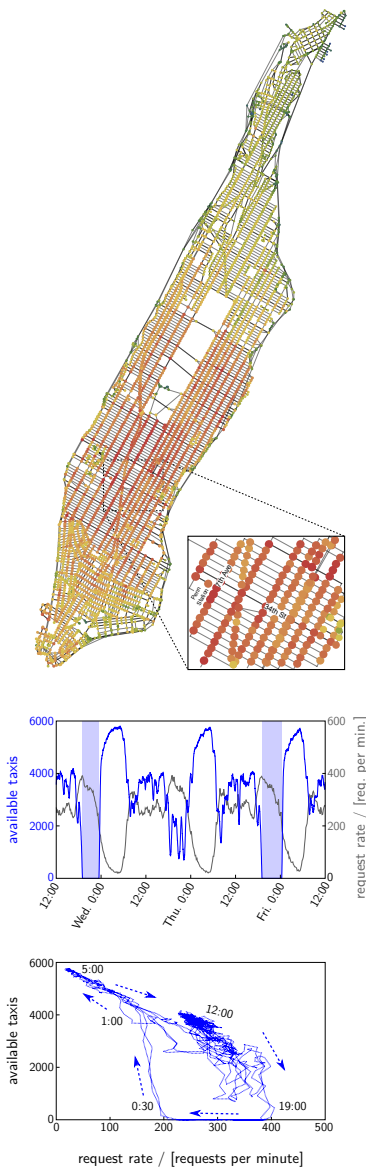 Penn
Station
7th Ave
34th St
6000
4000
2000
0
available taxis
600
400
200
0
request rate / [req. per min.]
12:00
Wed. 0:00
12:00
Thu. 0:00
12:00
Fri. 0:00
12:00
6000
4000
2000
0
available taxis
5:00
1:00
12:00
0:30
19:00
0
100
200
300
400
500
request rate / [requests per minute]